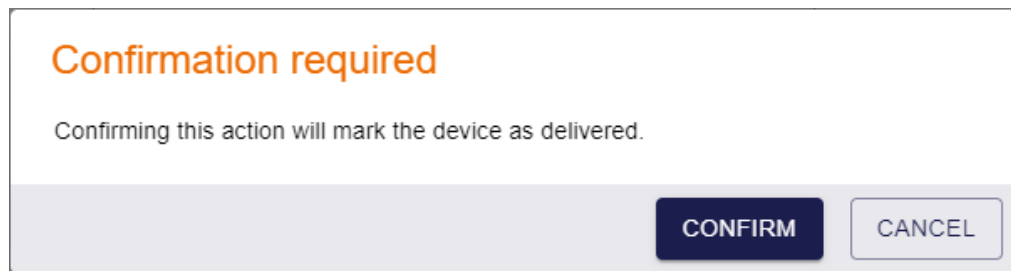 Confirmation required
Confirming this action will mark the device as delivered.
CONFIRM CANCEL